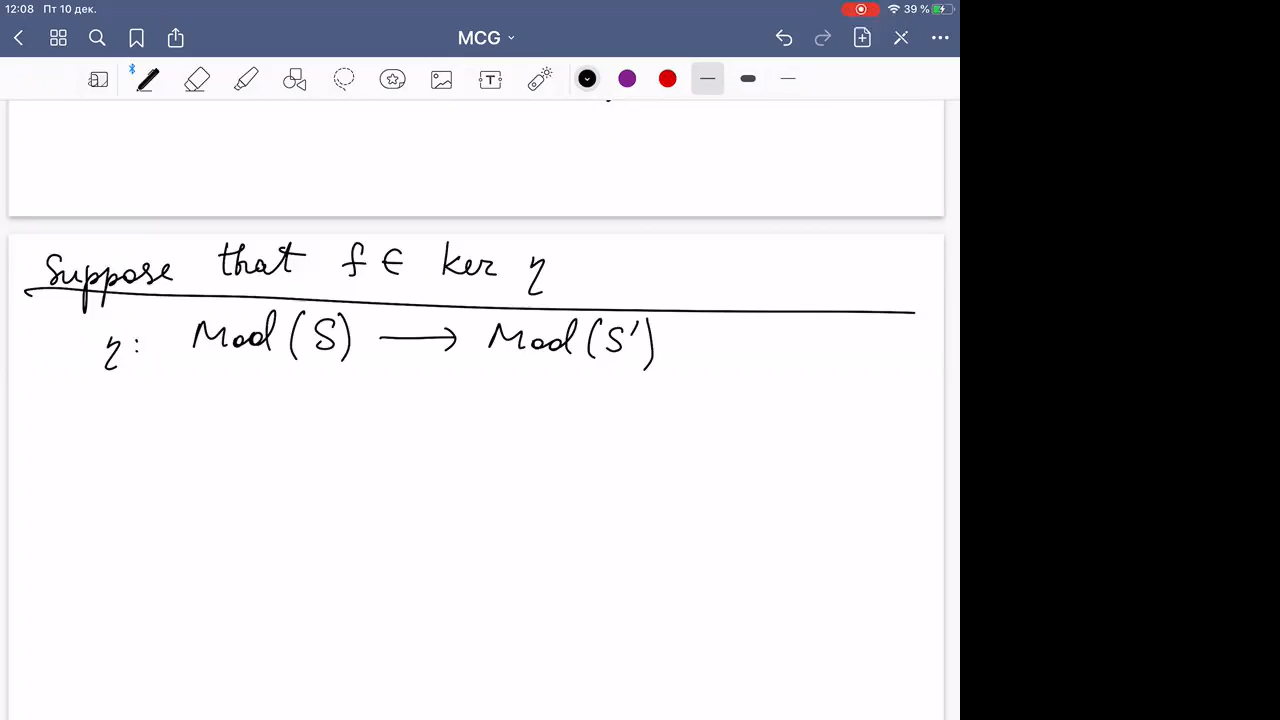 12:08 Пт 10 дек. 39 %
MCG
T
Suppose that f ∈ ker η
η: Mod (S) ⟶ Mod (S')